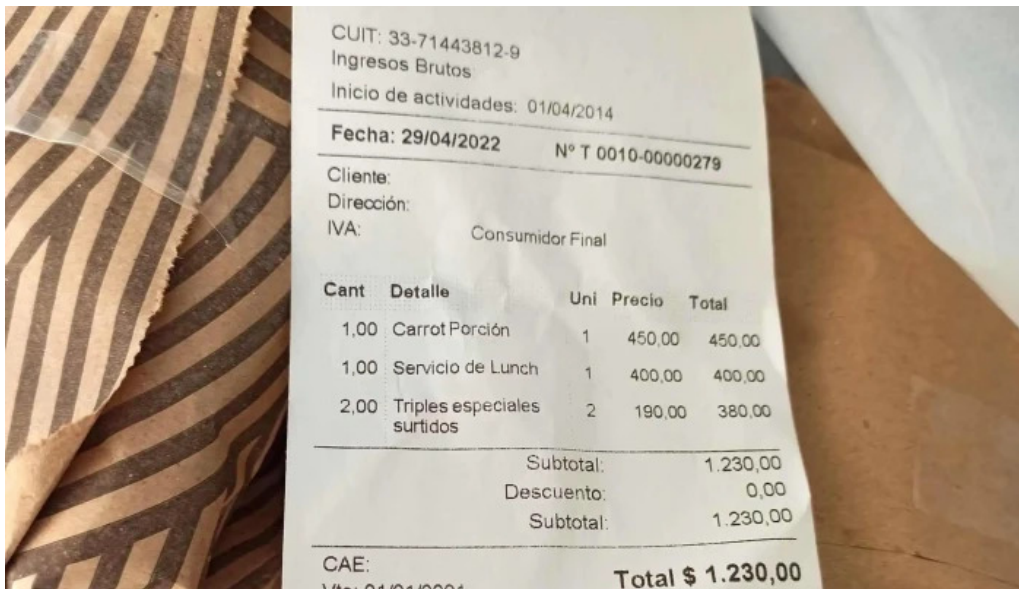 CUIT: 33-71443812-9
Ingresos Brutos
Inicio de actividades: 01/04/2014
Fecha: 29/04/2022 Nº T 0010-00000279
Cliente:
Dirección:
IVA: Consumidor Final
Cant Detalle Uni Precio Total
1,00 Carrot Porción 1 450,00 450,00
1,00 Servicio de Lunch 1 400,00 400,00
2,00 Triples especiales 2 190,00 380,00
surtidos
Subtotal: 1.230,00
Descuento: 0,00
Subtotal: 1.230,00
CAE:
Total $ 1.230,00